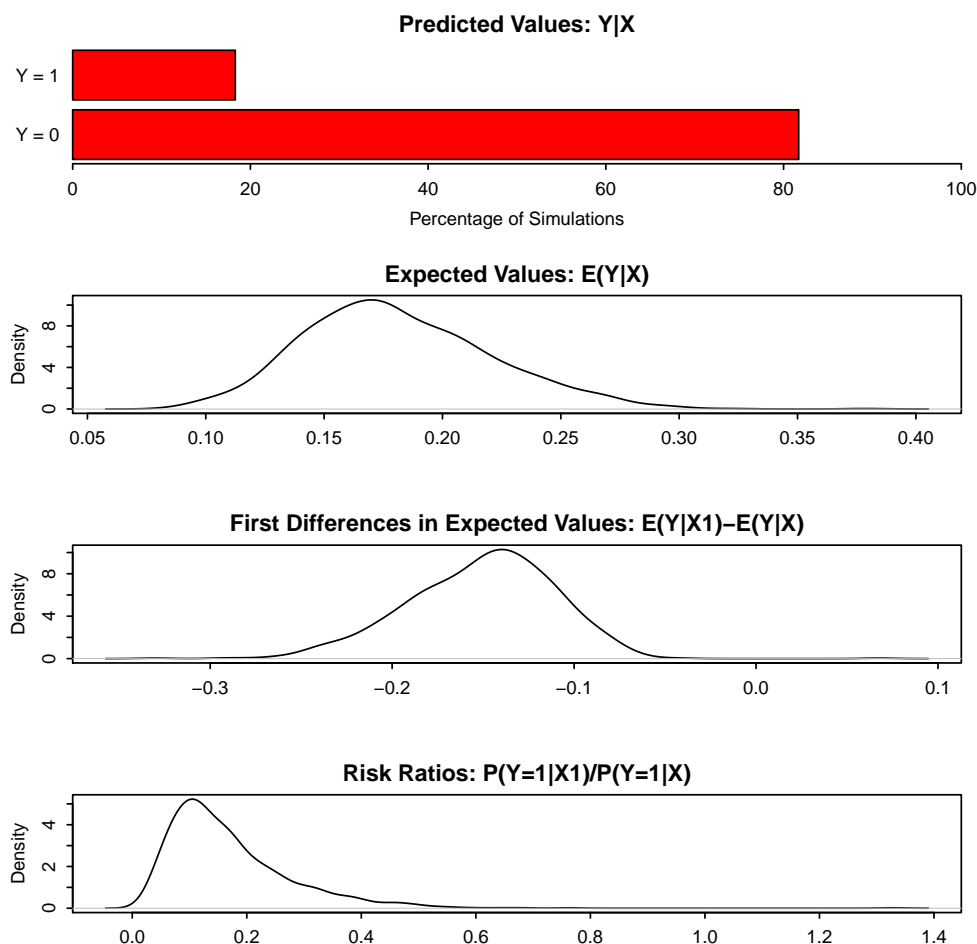 Predicted Values: Y|X
Y = 1
Y = 0
0 20 40 60 80 100
Percentage of Simulations
Expected Values: E(Y|X)
Density
0 4 8
0.05 0.10 0.15 0.20 0.25 0.30 0.35 0.40
First Differences in Expected Values: E(Y|X1)−E(Y|X)
Density
0 4 8
−0.3 −0.2 −0.1 0.0 0.1
Risk Ratios: P(Y=1|X1)/P(Y=1|X)
Density
0 2 4
0.0 0.2 0.4 0.6 0.8 1.0 1.2 1.4